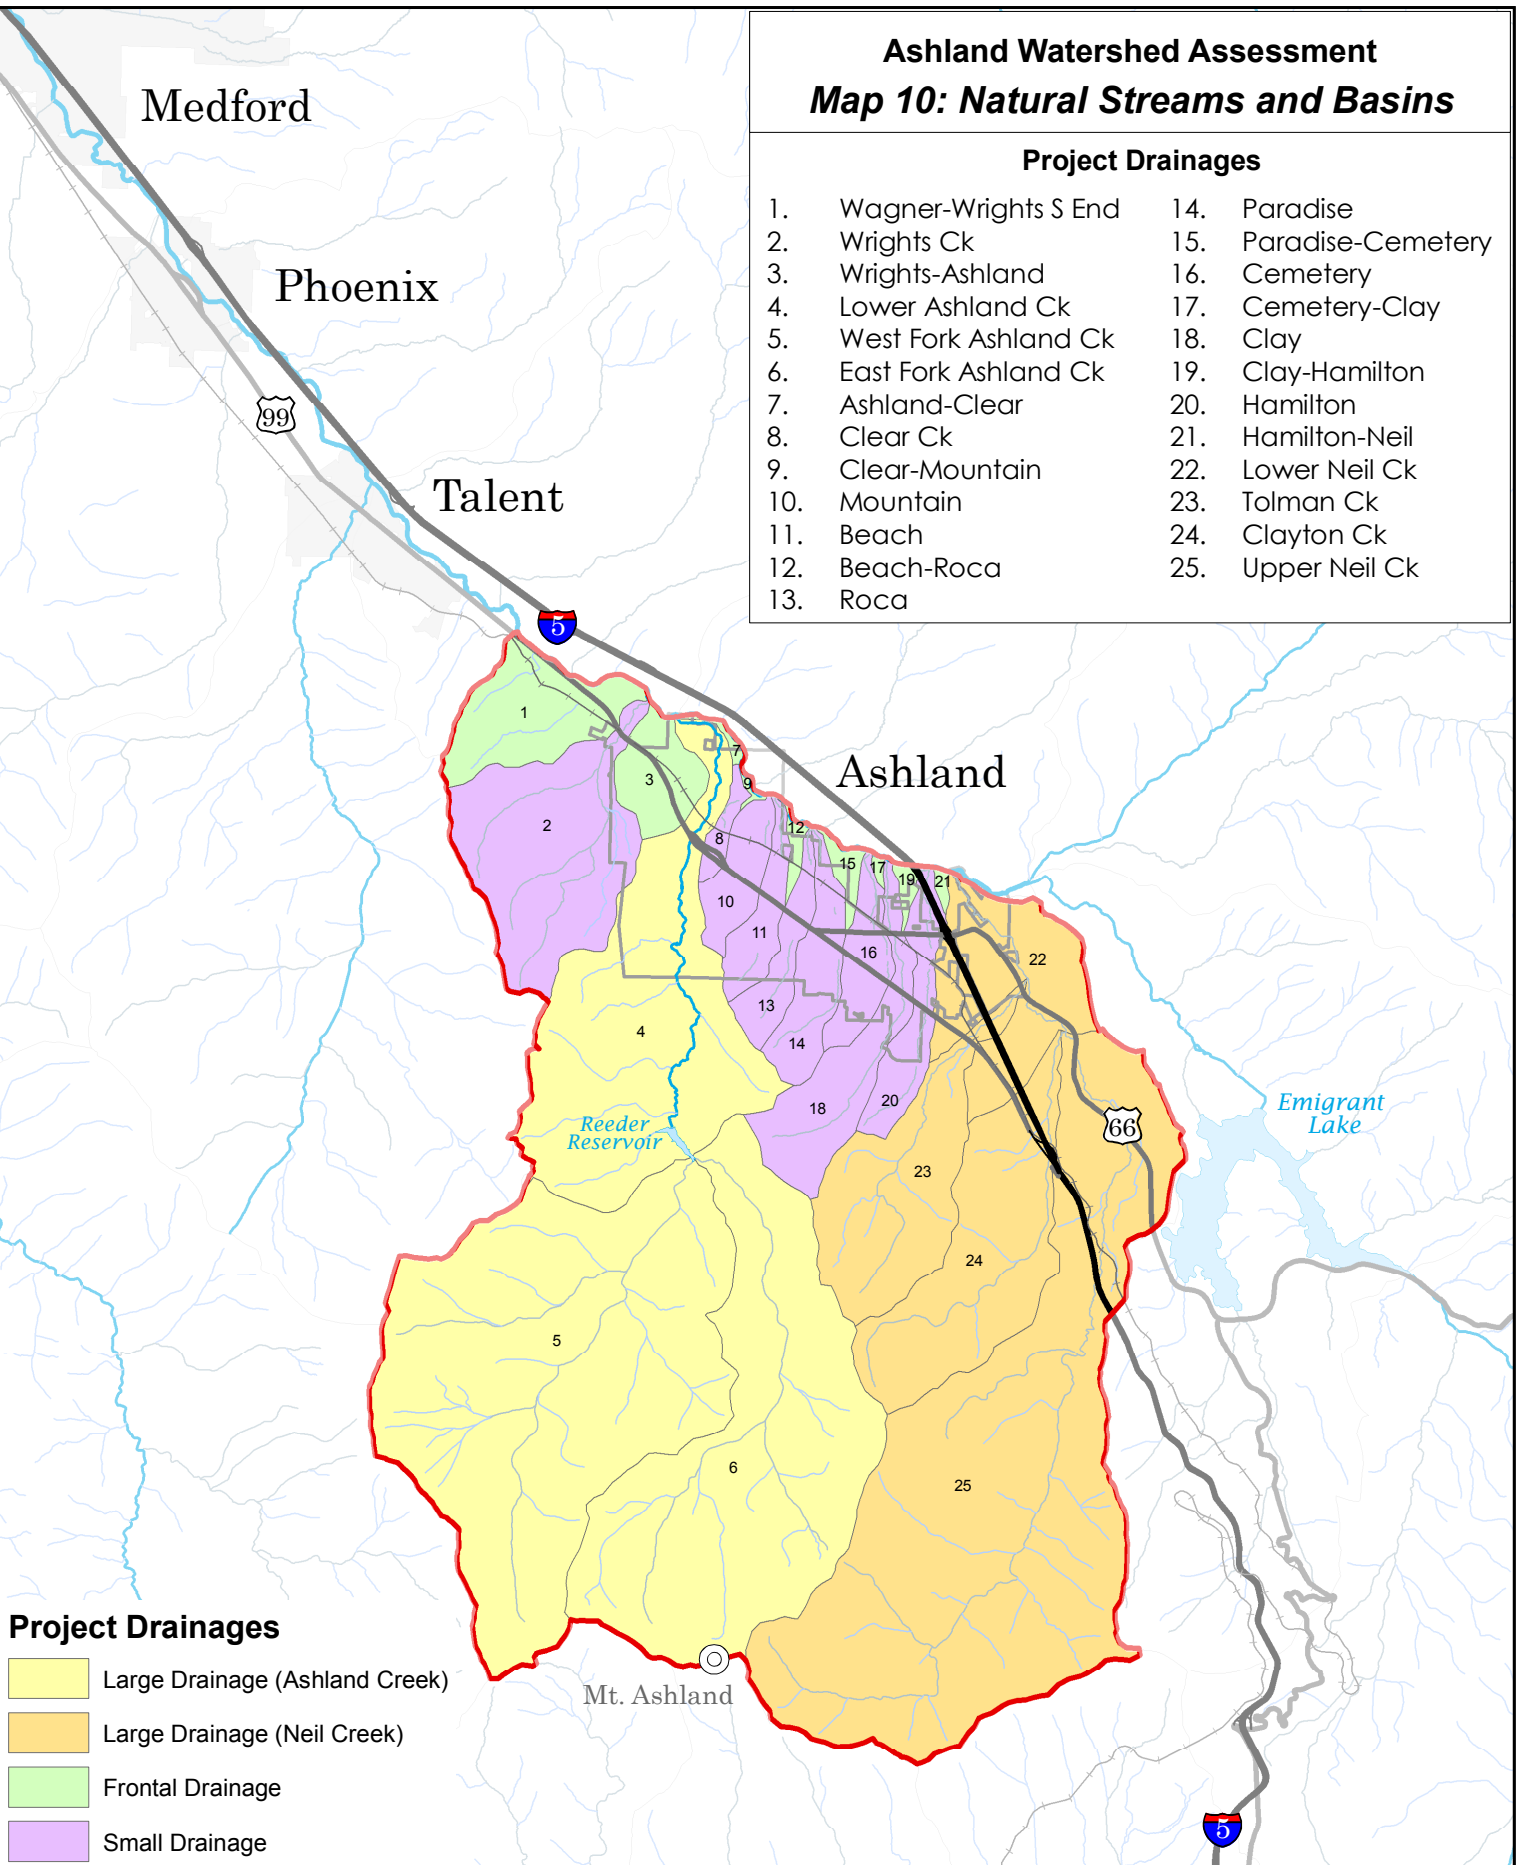 Ashland Watershed Assessment
Map 10: Natural Streams and Basins
Project Drainages
1. Wagner-Wrights S End
2. Wrights Ck
3. Wrights-Ashland
4. Lower Ashland Ck
5. West Fork Ashland Ck
6. East Fork Ashland Ck
7. Ashland-Clear
8. Clear Ck
9. Clear-Mountain
10. Mountain
11. Beach
12. Beach-Roca
13. Roca
14. Paradise
15. Paradise-Cemetery
16. Cemetery
17. Cemetery-Clay
18. Clay
19. Clay-Hamilton
20. Hamilton
21. Hamilton-Neil
22. Lower Neil Ck
23. Tolman Ck
24. Clayton Ck
25. Upper Neil Ck
Medford
Phoenix
99
Talent
5
1
7
Ashland
3
9
2
12
8
15
17
19
21
10
11
16
22
13
4
14
18
20
Emigrant
Lake
Reeder
Reservoir
66
23
24
5
6
25
Mt. Ashland
5
Project Drainages
Large Drainage (Ashland Creek)
Large Drainage (Neil Creek)
Frontal Drainage
Small Drainage